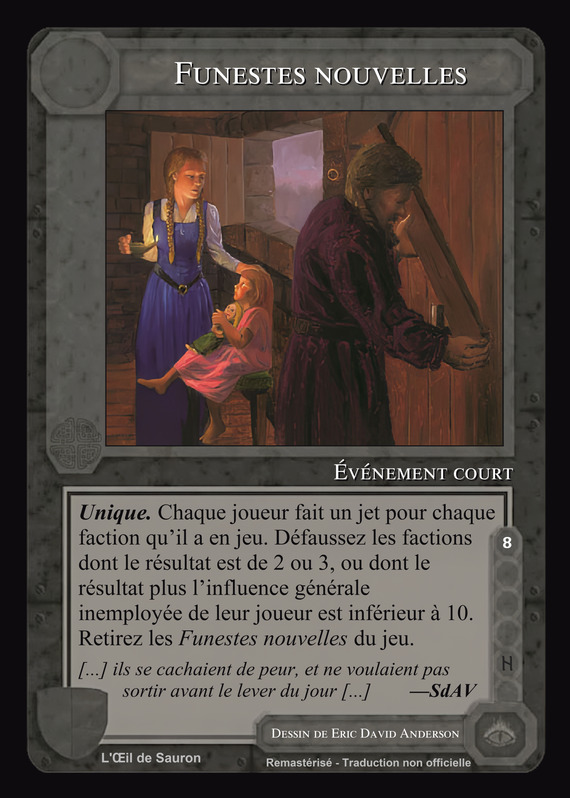 Funestes nouvelles
Événement court
Unique. Chaque joueur fait un jet pour chaque
faction qu'il a en jeu. Défaussez les factions
dont le résultat est de 2 ou 3, ou dont le
résultat plus l'influence générale
inemployée de leur joueur est inférieur à 10.
Retirez les Funestes nouvelles du jeu.
8
[...] ils se cachaient de peur, et ne voulaient pas
sortir avant le lever du jour [...] —SdAV
Dessin de Eric David Anderson
L'Œil de Sauron
Remastérisé - Traduction non officielle